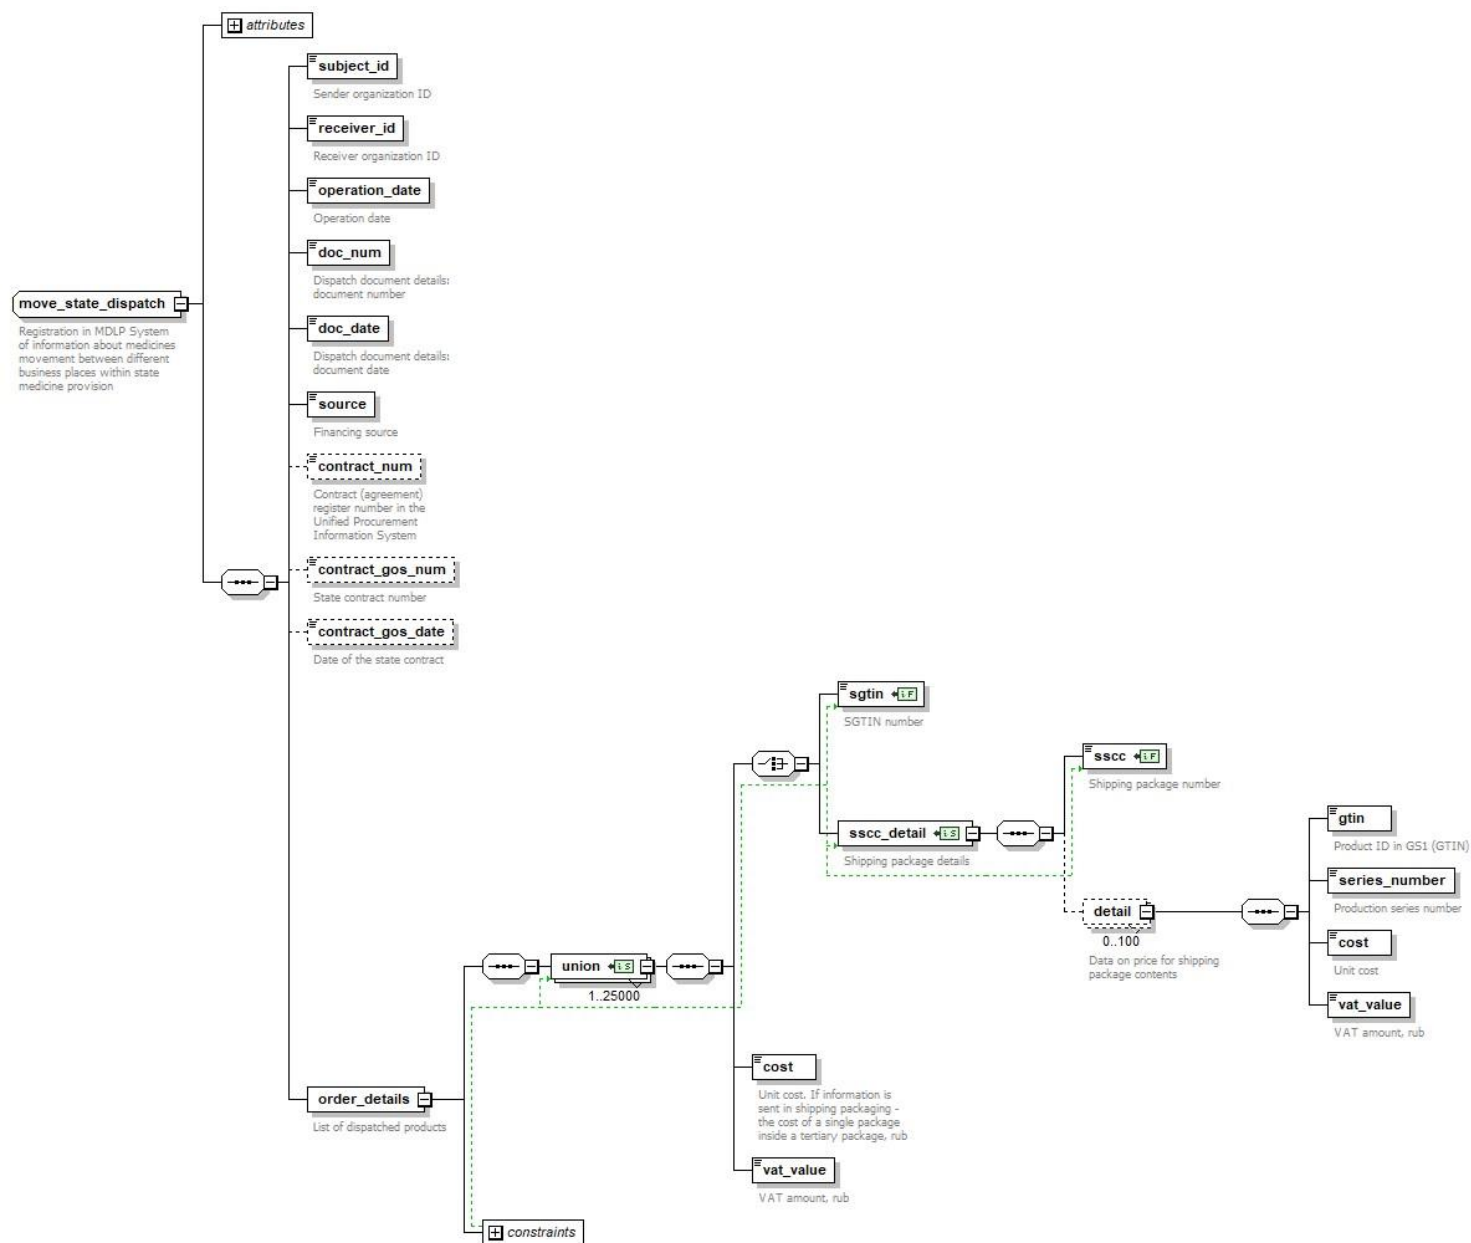 attributes
subject_id
Sender organization ID
receiver_id
Receiver organization ID
operation_date
Operation date
doc_num
Dispatch document details:
document number
move_state_dispatch
Registration in MDLP System
of information about medicines
movement between different
business places within state
medicine provision
doc_date
Dispatch document details:
document date
source
Financing source
contract_num
Contract (agreement)
register number in the
Unified Procurement
Information System
contract_gos_num
State contract number
contract_gos_date
Date of the state contract
order_details
List of dispatched products
union
iS
1..25000
sgtin
iF
SGTIN number
sscc_detail
iS
Shipping package details
sscc
iF
Shipping package number
detail
0..100
Data on price for shipping
package contents
gtin
Product ID in GS1 (GTIN)
series_number
Production series number
cost
Unit cost
vat_value
VAT amount, rub
cost
Unit cost. If information is
sent in shipping packaging -
the cost of a single package
inside a tertiary package, rub
vat_value
VAT amount, rub
constraints